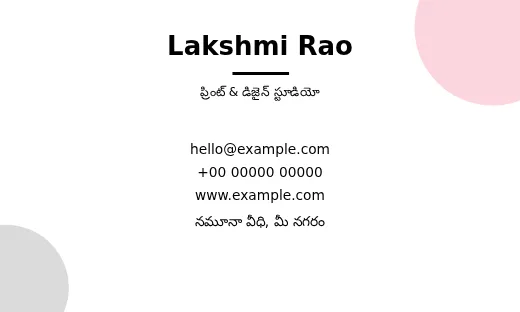 Lakshmi Rao
ప్రింట్ & డిజైన్ స్టూడియో
hello@example.com
+00 00000 00000
www.example.com
నమూనా వీధి, మీ నగరం